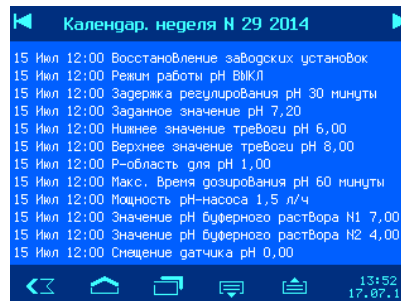 Календар. неделя N 29 2014
15 Июл 12:00 Восстановление заводских установок
15 Июл 12:00 Режим работы pH ВЫКЛ
15 Июл 12:00 Задержка регулирования pH 30 минуты
15 Июл 12:00 Заданное значение pH 7,20
15 Июл 12:00 Нижнее значение тревоги pH 6,00
15 Июл 12:00 Верхнее значение тревоги pH 8,00
15 Июл 12:00 P-область для pH 1,00
15 Июл 12:00 Макс. Время дозирования pH 60 минуты
15 Июл 12:00 Мощность pH-насоса 1,5 л/ч
15 Июл 12:00 Значение pH буферного раствора N1 7,00
15 Июл 12:00 Значение pH буферного раствора N2 4,00
15 Июл 12:00 Смещение датчика pH 0,00
13:52
17.07.1